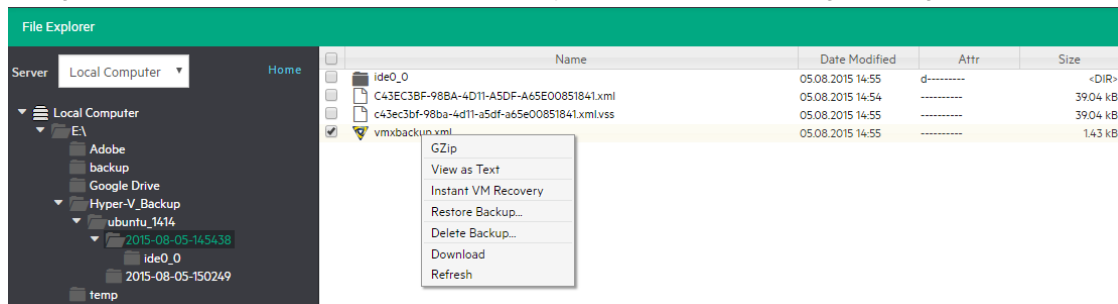 File Explorer
Server Local Computer Home
Local Computer
E:\
Adobe
backup
Google Drive
Hyper-V_Backup
ubuntu_1414
2015-08-05-145438
ide0_0
2015-08-05-150249
temp
Name Date Modified Attr Size
ide0_0 05.08.2015 14:55 d--------- <DIR>
C43EC3BF-98BA-4D11-A5DF-A65E00851841.xml 05.08.2015 14:54 ---------- 39.04 kB
c43ec3bf-98ba-4d11-a5df-a65e00851841.xml.vss 05.08.2015 14:55 ---------- 39.04 kB
vmxbackup.xml 05.08.2015 14:55 ---------- 1.43 kB
GZip
View as Text
Instant VM Recovery
Restore Backup...
Delete Backup...
Download
Refresh